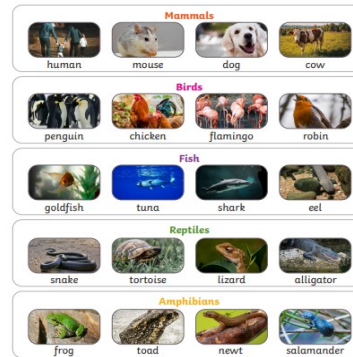 Mammals
human mouse dog cow
Birds
penguin chicken flamingo robin
Fish
goldfish tuna shark eel
Reptiles
snake tortoise lizard alligator
Amphibians
frog toad newt salamander